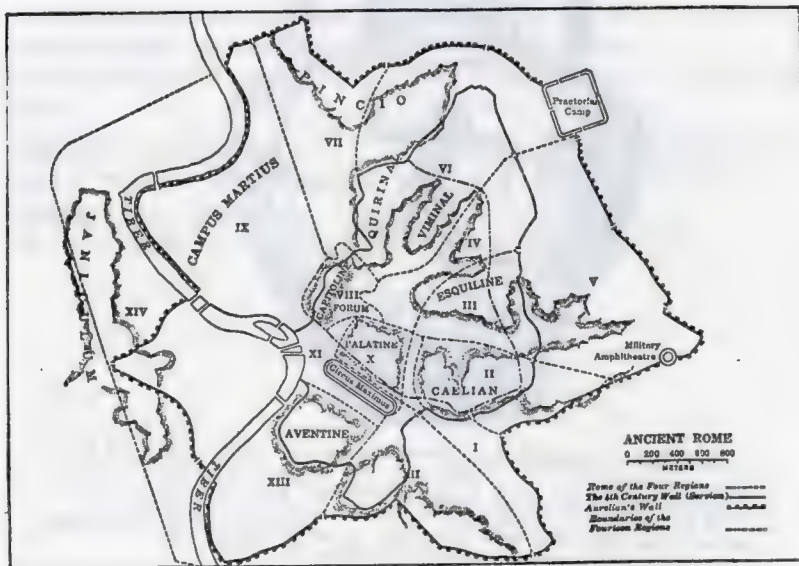 PINCIO
Praetorian
Camp
VII
VI
QUIRINAL
VIMINAL
CAMPUS MARTIUS
IX
TIBER
JANICULUM
IV
ESQUILINE
III
V
CAPITOLINE
VIII
FORUM
XIV
XI
PALATINE
X
II
CAELIAN
Military
Amphitheatre
Circus Maximus
AVENTINE
I
XIII
TIBER
ANCIENT ROME
0 200 400 600 800
METERS
Rome of the Four Regions
The 4th Century Wall (Servian)
Aurelian's Wall
Boundaries of the
Fourteen Regions